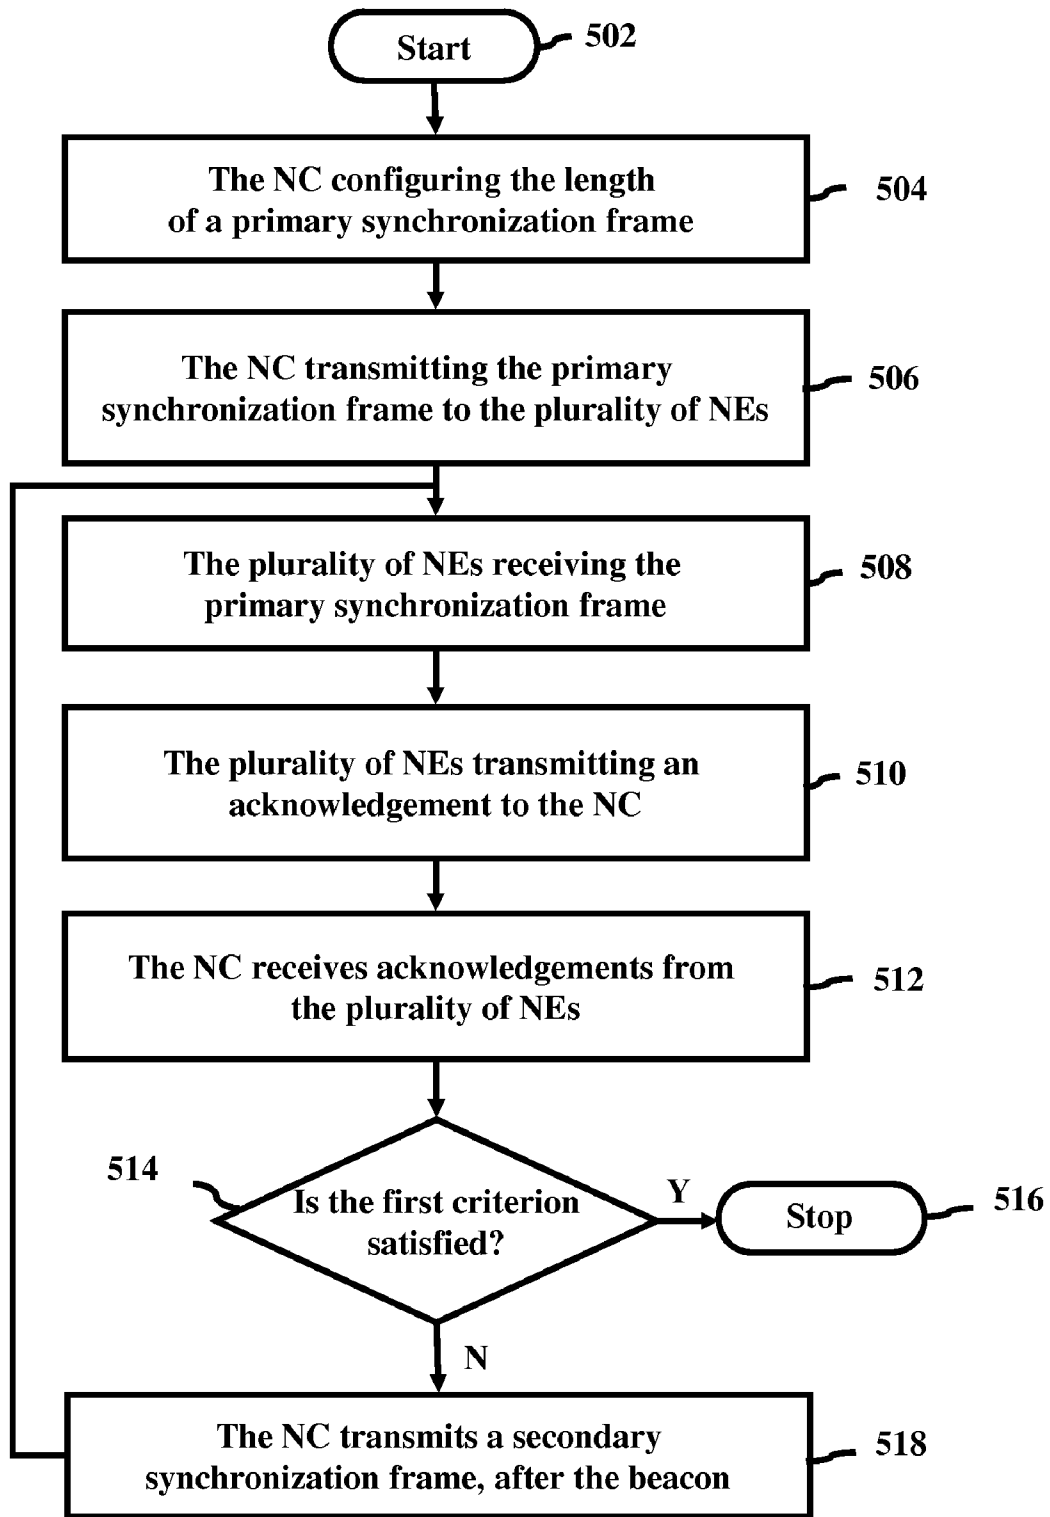 Start
502
The NC configuring the length
of a primary synchronization frame
504
The NC transmitting the primary
synchronization frame to the plurality of NEs
506
The plurality of NEs receiving the
primary synchronization frame
508
The plurality of NEs transmitting an
acknowledgement to the NC
510
The NC receives acknowledgements from
the plurality of NEs
512
514
Is the first criterion
satisfied?
Y
Stop
516
N
The NC transmits a secondary
synchronization frame, after the beacon
518